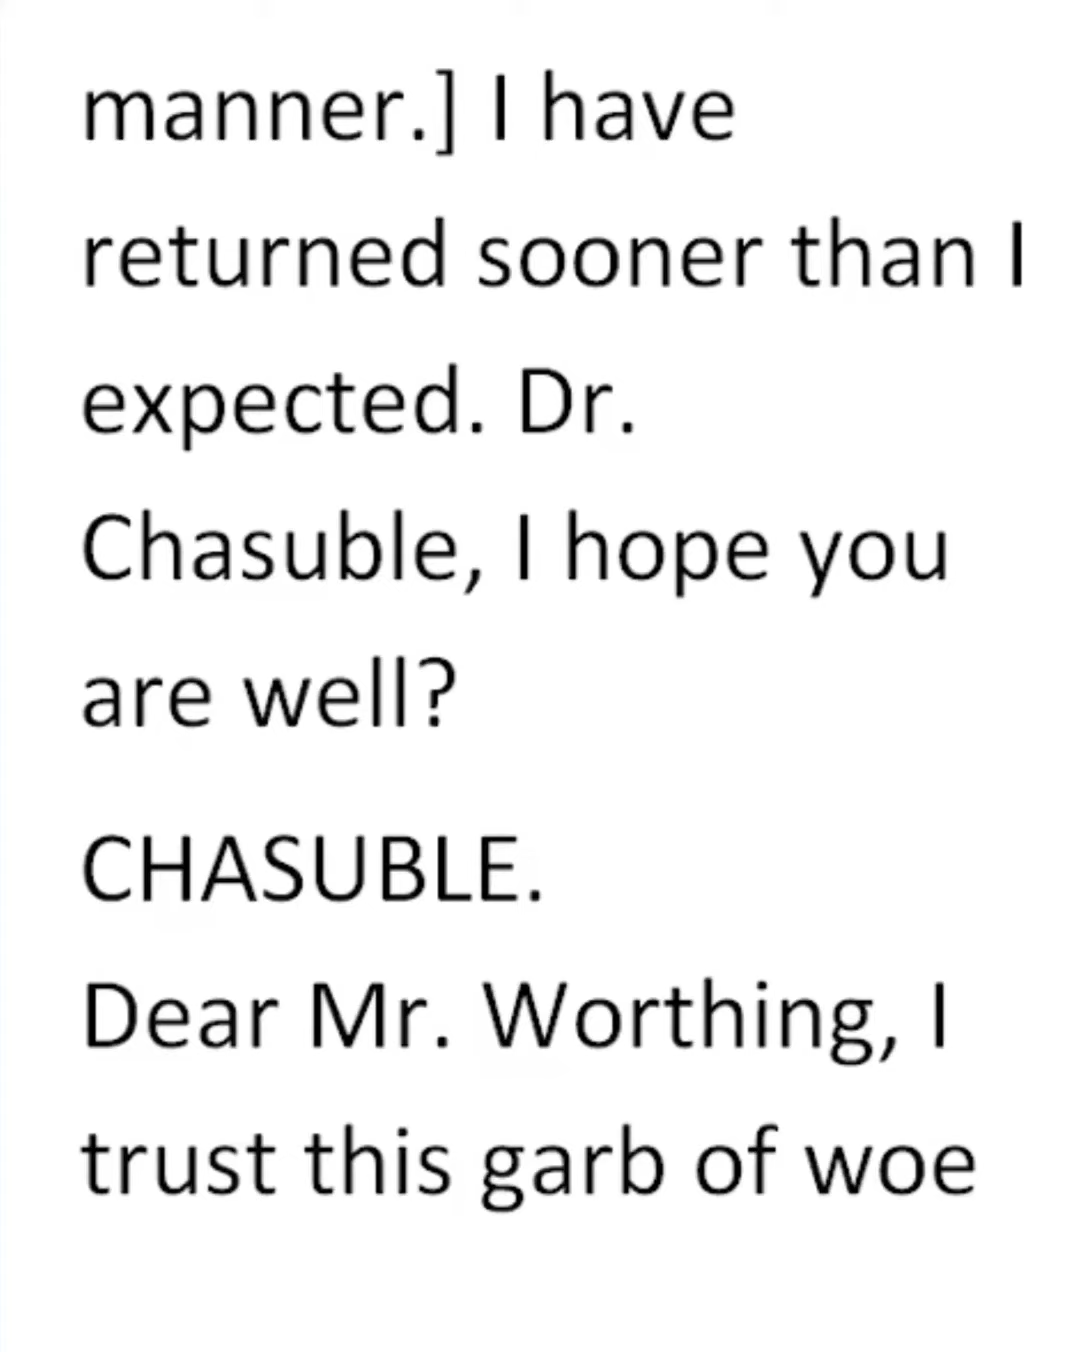 manner.] I have
returned sooner than I
expected. Dr.
Chasuble, I hope you
are well?
CHASUBLE.
Dear Mr. Worthing, I
trust this garb of woe